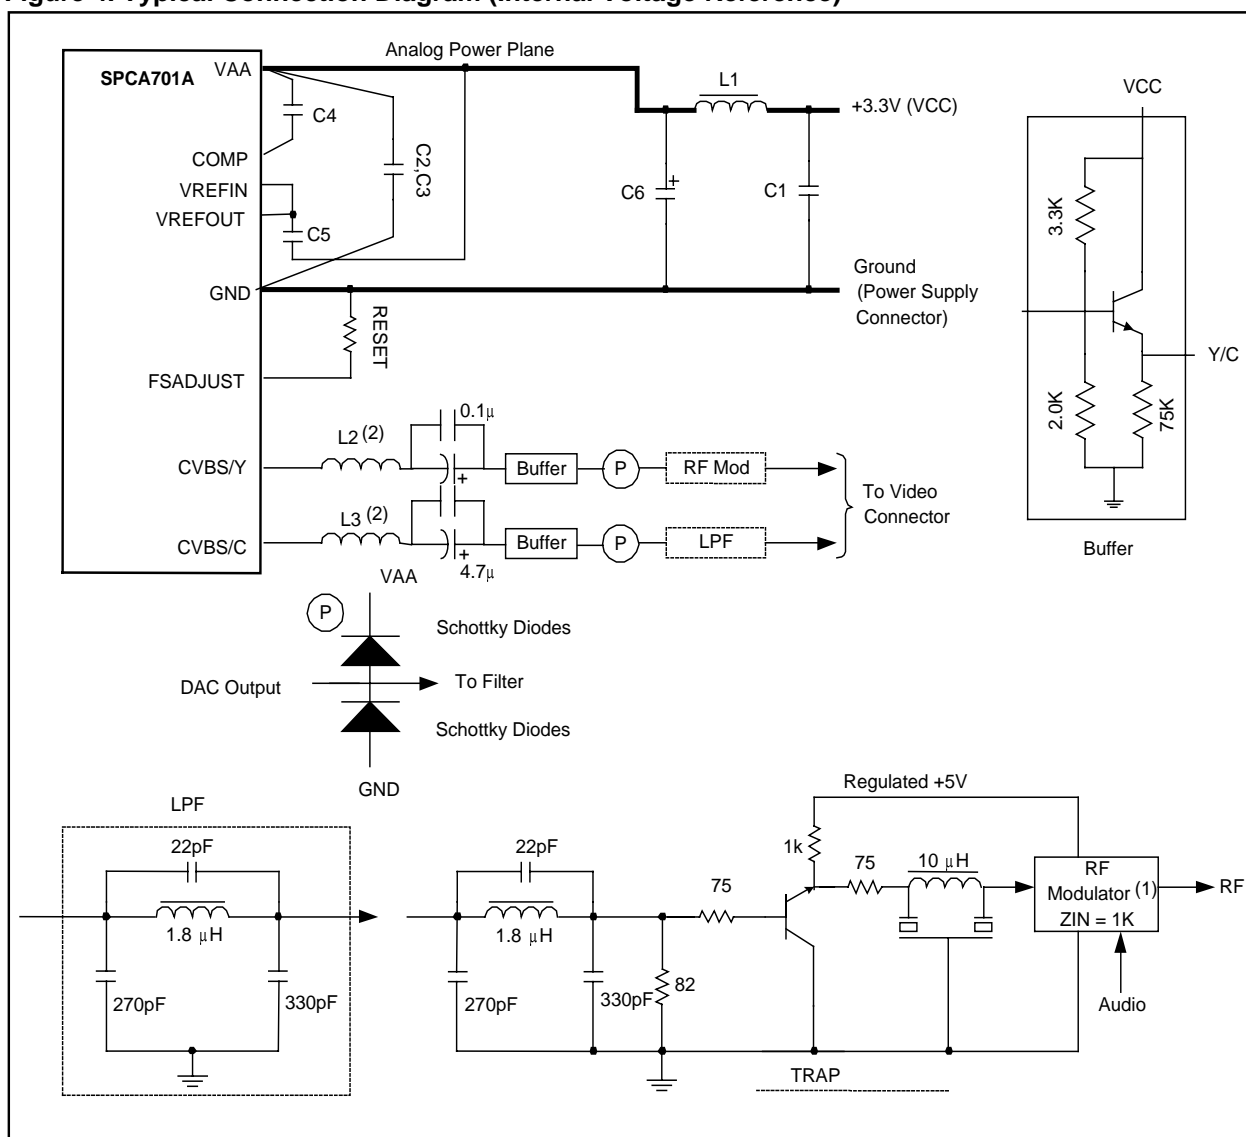 Figure 4. Typical Connection Diagram (Internal Voltage Reference)
Analog Power Plane
SPCA701A
VAA
L1
+3.3V (VCC)
VCC
C4
COMP
C2,C3
C6
+
C1
VREFIN
VREFOUT
C5
3.3K
GND
Ground
(Power Supply
Connector)
RESET
FSADJUST
Y/C
2.0K
75K
0.1μ
L2 (2)
CVBS/Y
+
Buffer
P
RF Mod
To Video
Connector
L3 (2)
CVBS/C
+
4.7μ
Buffer
P
LPF
Buffer
VAA
P
Schottky Diodes
DAC Output
To Filter
Schottky Diodes
GND
LPF
22pF
1.8 μH
270pF
330pF
Regulated +5V
22pF
1.8 μH
270pF
330pF
82
75
1k
75
10 μH
RF
Modulator (1)
ZIN = 1K
RF
Audio
TRAP